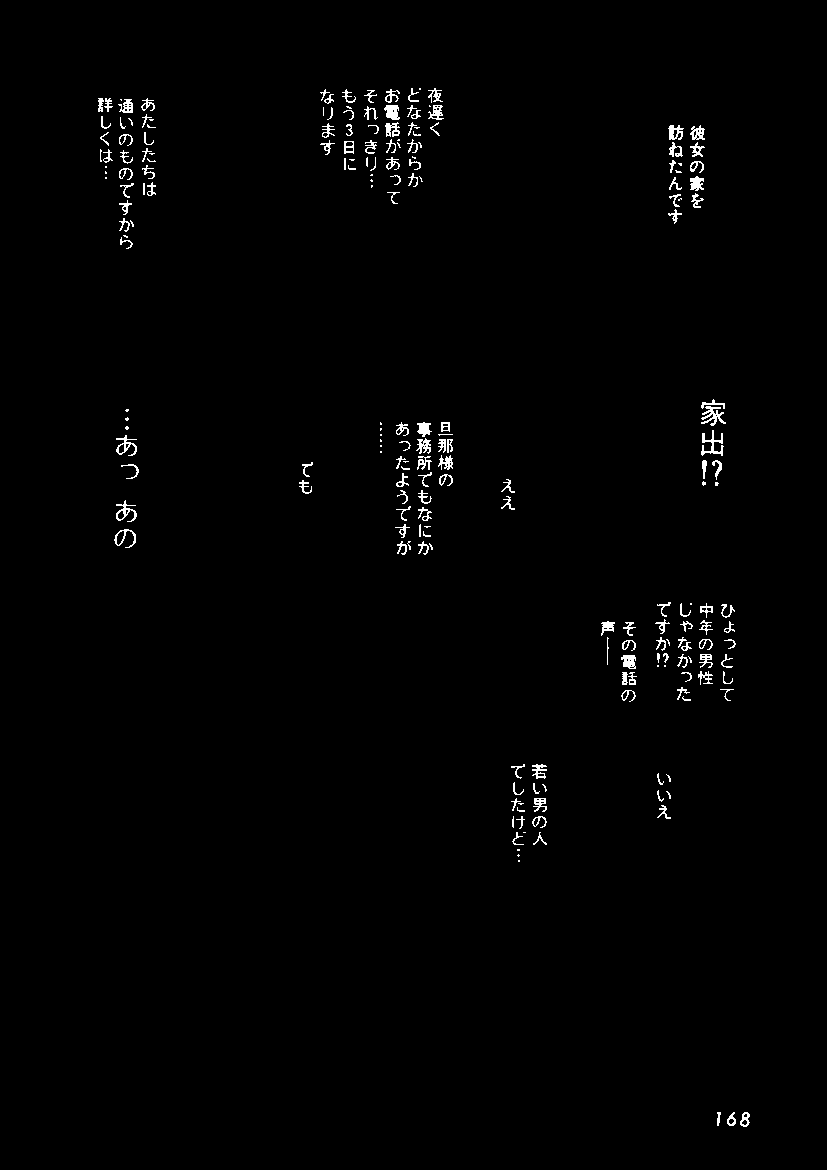 彼女の家を
訪ねたんです
夜遅く
どなたからか
お電話があって
それっきり…
もう3日に
なります
あたしたちは
通いのものですから
詳しくは…
家出!?
ええ
旦那様の
事務所でもなにか
あったようですが
……
でも
…あっ あの
ひょっとして
中年の男性
じゃなかった
ですか!?
その電話の
声──
いいえ
若い男の人
でしたけど…
168